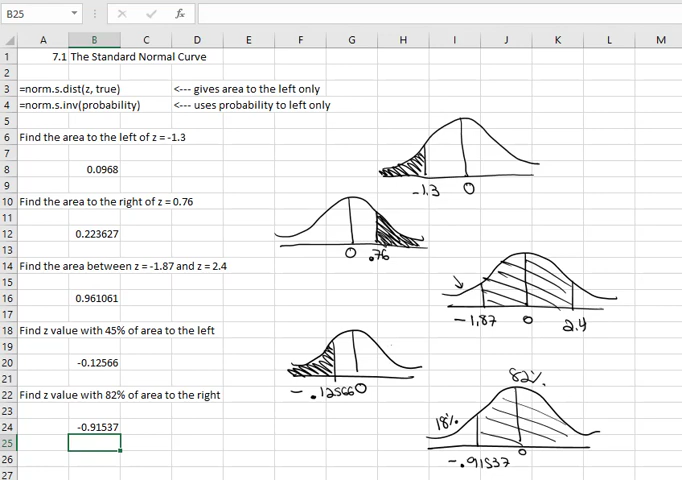 B25 fx
A B C D E F G H I J K L M
1 7.1 The Standard Normal Curve
2
3 =norm.s.dist(z, true) <--- gives area to the left only
4 =norm.s.inv(probability) <--- uses probability to left only
5
6 Find the area to the left of z = -1.3
7
8 0.0968
-1.3 0
9
10 Find the area to the right of z = 0.76
11
12 0.223627
0 .76
13
14 Find the area between z = -1.87 and z = 2.4
15
16 0.961061
-1.87 0 2.4
17
18 Find z value with 45% of area to the left
19
20 -0.12566
-.12566 0
21
22 Find z value with 82% of area to the right
82%
23
18%
24 -0.91537
25
-.91537 0
26
27